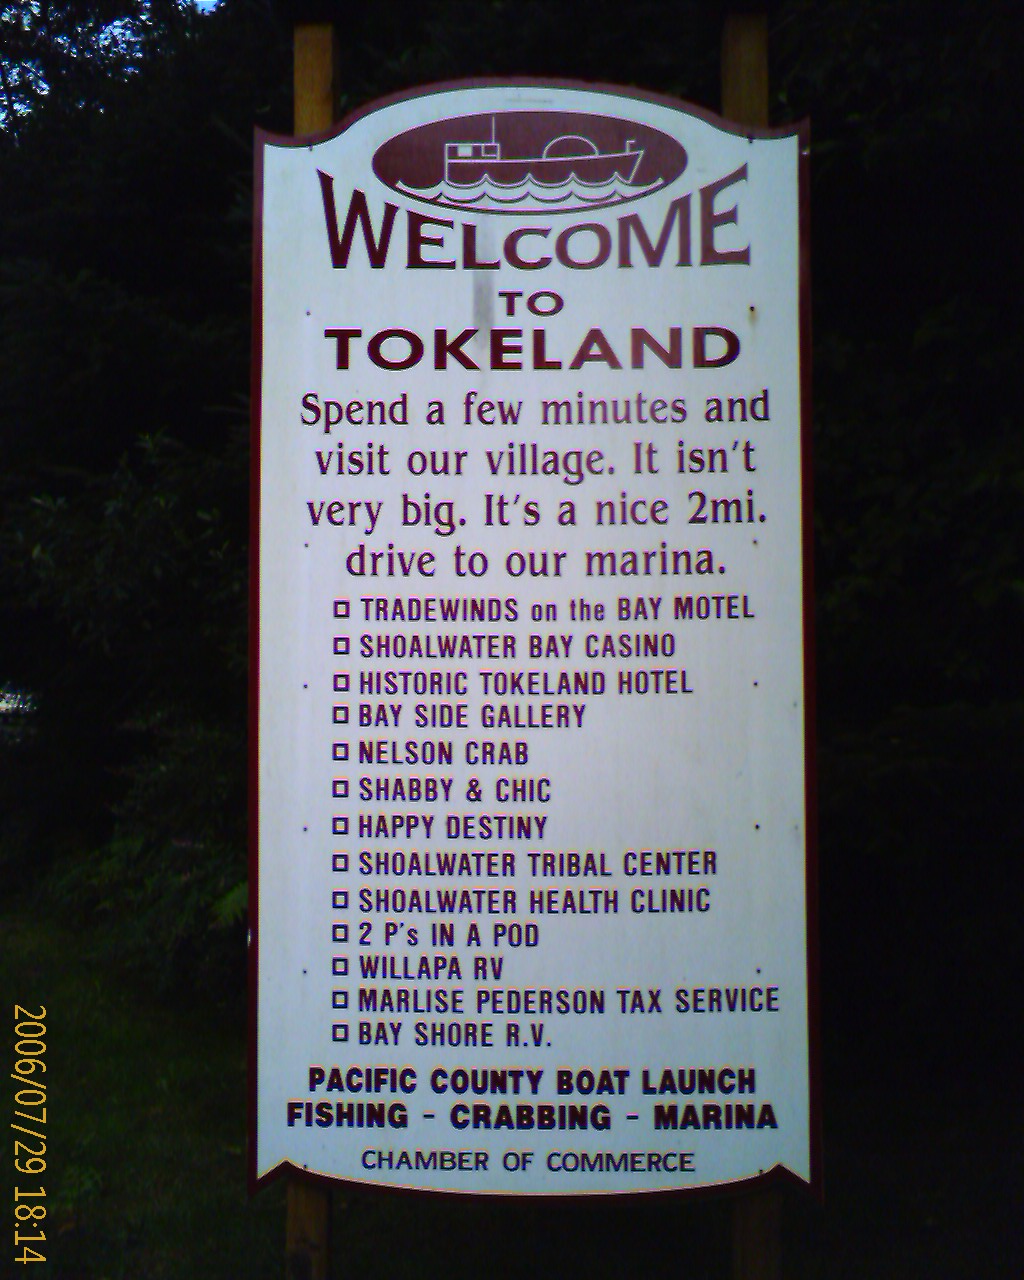 WELCOME
TO
TOKELAND
Spend a few minutes and
visit our village. It isn't
very big. It's a nice 2mi.
drive to our marina.
TRADEWINDS on the BAY MOTEL
SHOALWATER BAY CASINO
HISTORIC TOKELAND HOTEL
BAY SIDE GALLERY
NELSON CRAB
SHABBY & CHIC
HAPPY DESTINY
SHOALWATER TRIBAL CENTER
SHOALWATER HEALTH CLINIC
2 P's IN A POD
WILLAPA RV
MARLISE PEDERSON TAX SERVICE
BAY SHORE R.V.
PACIFIC COUNTY BOAT LAUNCH
FISHING - CRABBING - MARINA
CHAMBER OF COMMERCE
2006/07/29 18:14